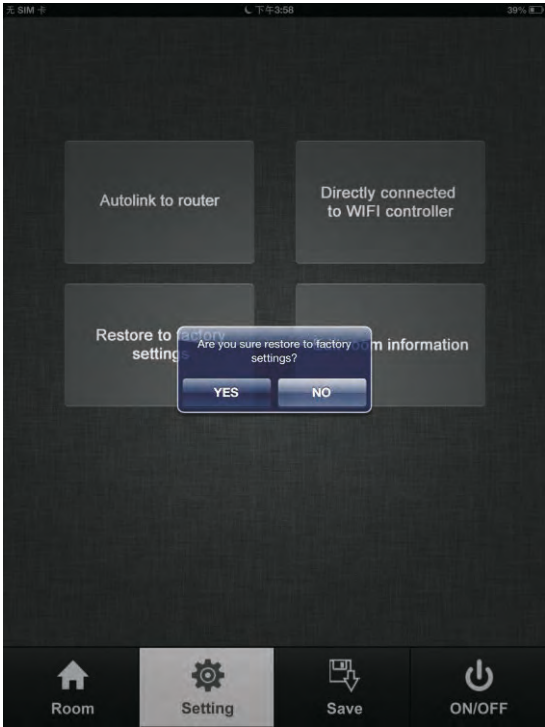 无 SIM 卡 下午3:58 39%
Autolink to router
Directly connected
to WIFI controller
Restore to factory
settings
m information
Are you sure restore to factory
settings?
YES NO
Room Setting Save ON/OFF